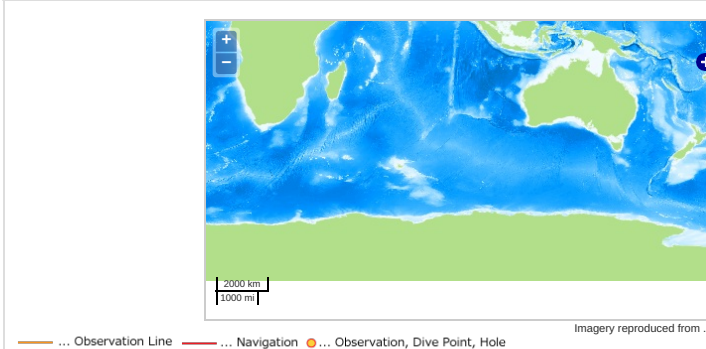 +
−
2000 km
1000 mi
Imagery reproduced from .
... Observation Line ... Navigation ... Observation, Dive Point, Hole